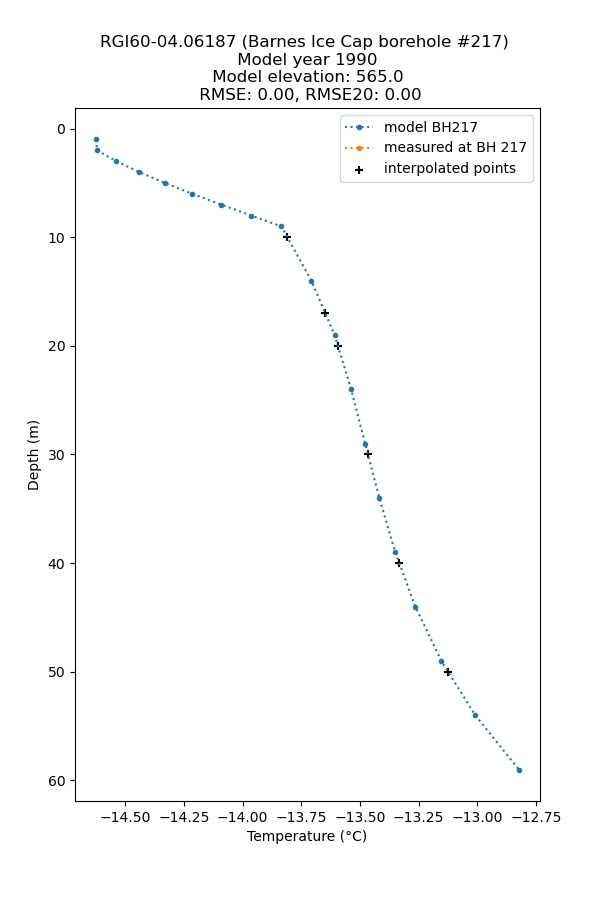 RGI60-04.06187 (Barnes Ice Cap borehole #217)
Model year 1990
Model elevation: 565.0
RMSE: 0.00, RMSE20: 0.00
model BH217
measured at BH 217
interpolated points
0
10
20
30
40
50
60
Depth (m)
−14.50 −14.25 −14.00 −13.75 −13.50 −13.25 −13.00 −12.75
Temperature (°C)